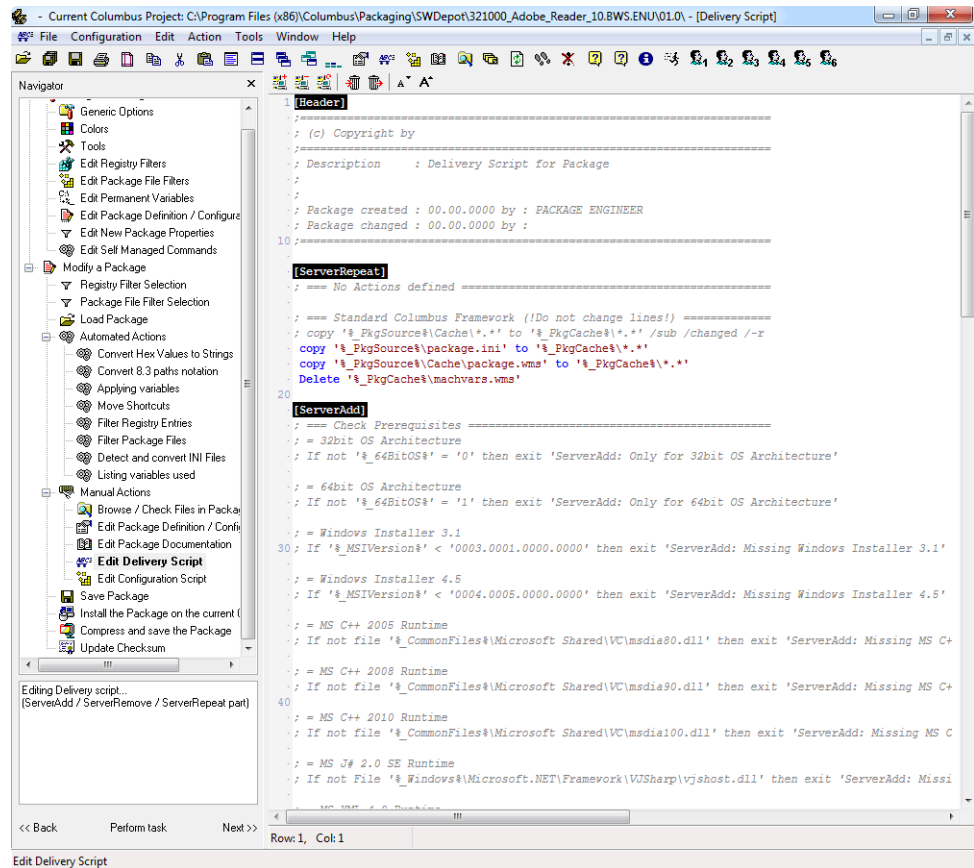 - Current Columbus Project: C:\Program Files (x86)\Columbus\Packaging\SWDepot\321000_Adobe_Reader_10.BWS.ENU\01.0\ - [Delivery Script]
File Configuration Edit Action Tools Window Help
Navigator
Generic Options
Colors
Tools
Edit Registry Filters
Edit Package File Filters
Edit Permanent Variables
Edit Package Definition / Configura
Edit New Package Properties
Edit Self Managed Commands
Modify a Package
Registry Filter Selection
Package File Filter Selection
Load Package
Automated Actions
Convert Hex Values to Strings
Convert 8.3 paths notation
Applying variables
Move Shortcuts
Filter Registry Entries
Filter Package Files
Detect and convert INI Files
Listing variables used
Manual Actions
Browse / Check Files in Packa
Edit Package Definition / Confi
Edit Package Documentation
Edit Delivery Script
Edit Configuration Script
Save Package
Install the Package on the current (
Compress and save the Package
Update Checksum
Editing Delivery script...
(ServerAdd / ServerRemove / ServerRepeat part)
<< Back Perform task Next >>
1 [Header]
;======================================================================
; (c) Copyright by
;======================================================================
; Description : Delivery Script for Package
;
;
; Package created : 00.00.0000 by : PACKAGE ENGINEER
; Package changed : 00.00.0000 by :
10 ;======================================================================
[ServerRepeat]
; === No Actions defined ==============================================
; === Standard Columbus Framework (!Do not change lines!) =============
; copy '%_PkgSource%\Cache\*.*' to '%_PkgCache%\*.*' /sub /changed /-r
copy '%_PkgSource%\package.ini' to '%_PkgCache%\*.*'
copy '%_PkgSource%\Cache\package.wms' to '%_PkgCache%\*.*'
Delete '%_PkgCache%\machvars.wms'
20
[ServerAdd]
; === Check Prerequisites =============================================
; = 32bit OS Architecture
; If not '%_64BitOS%' = '0' then exit 'ServerAdd: Only for 32bit OS Architecture'
; = 64bit OS Architecture
; If not '%_64BitOS%' = '1' then exit 'ServerAdd: Only for 64bit OS Architecture'
; = Windows Installer 3.1
30 ; If '%_MSIVersion%' < '0003.0001.0000.0000' then exit 'ServerAdd: Missing Windows Installer 3.1'
; = Windows Installer 4.5
; If '%_MSIVersion%' < '0004.0005.0000.0000' then exit 'ServerAdd: Missing Windows Installer 4.5'
; = MS C++ 2005 Runtime
; If not file '%_CommonFiles%\Microsoft Shared\VC\msdia80.dll' then exit 'ServerAdd: Missing MS C+
; = MS C++ 2008 Runtime
; If not file '%_CommonFiles%\Microsoft Shared\VC\msdia90.dll' then exit 'ServerAdd: Missing MS C+
40
; = MS C++ 2010 Runtime
; If not file '%_CommonFiles%\Microsoft Shared\VC\msdia100.dll' then exit 'ServerAdd: Missing MS C
; = MS J# 2.0 SE Runtime
; If not File '%_Windows%\Microsoft.NET\Framework\VJSharp\vjshost.dll' then exit 'ServerAdd: Missi
Row: 1, Col: 1
Edit Delivery Script